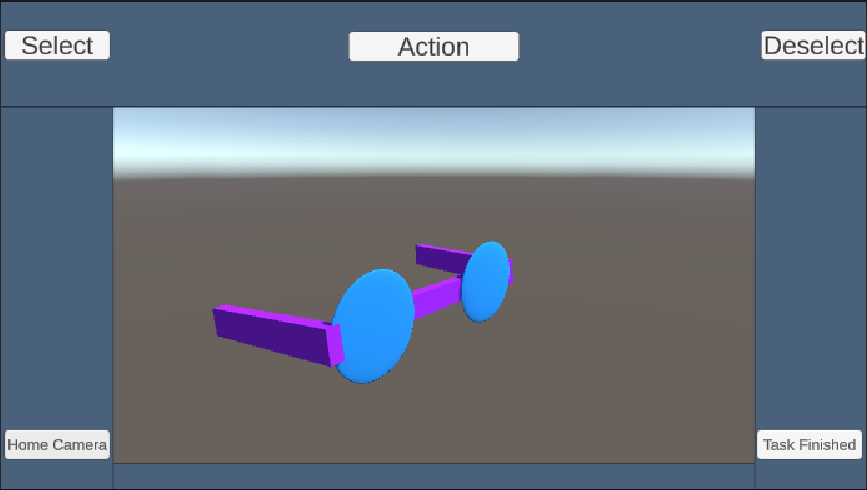 Select
Action
Deselect
Home Camera
Task Finished